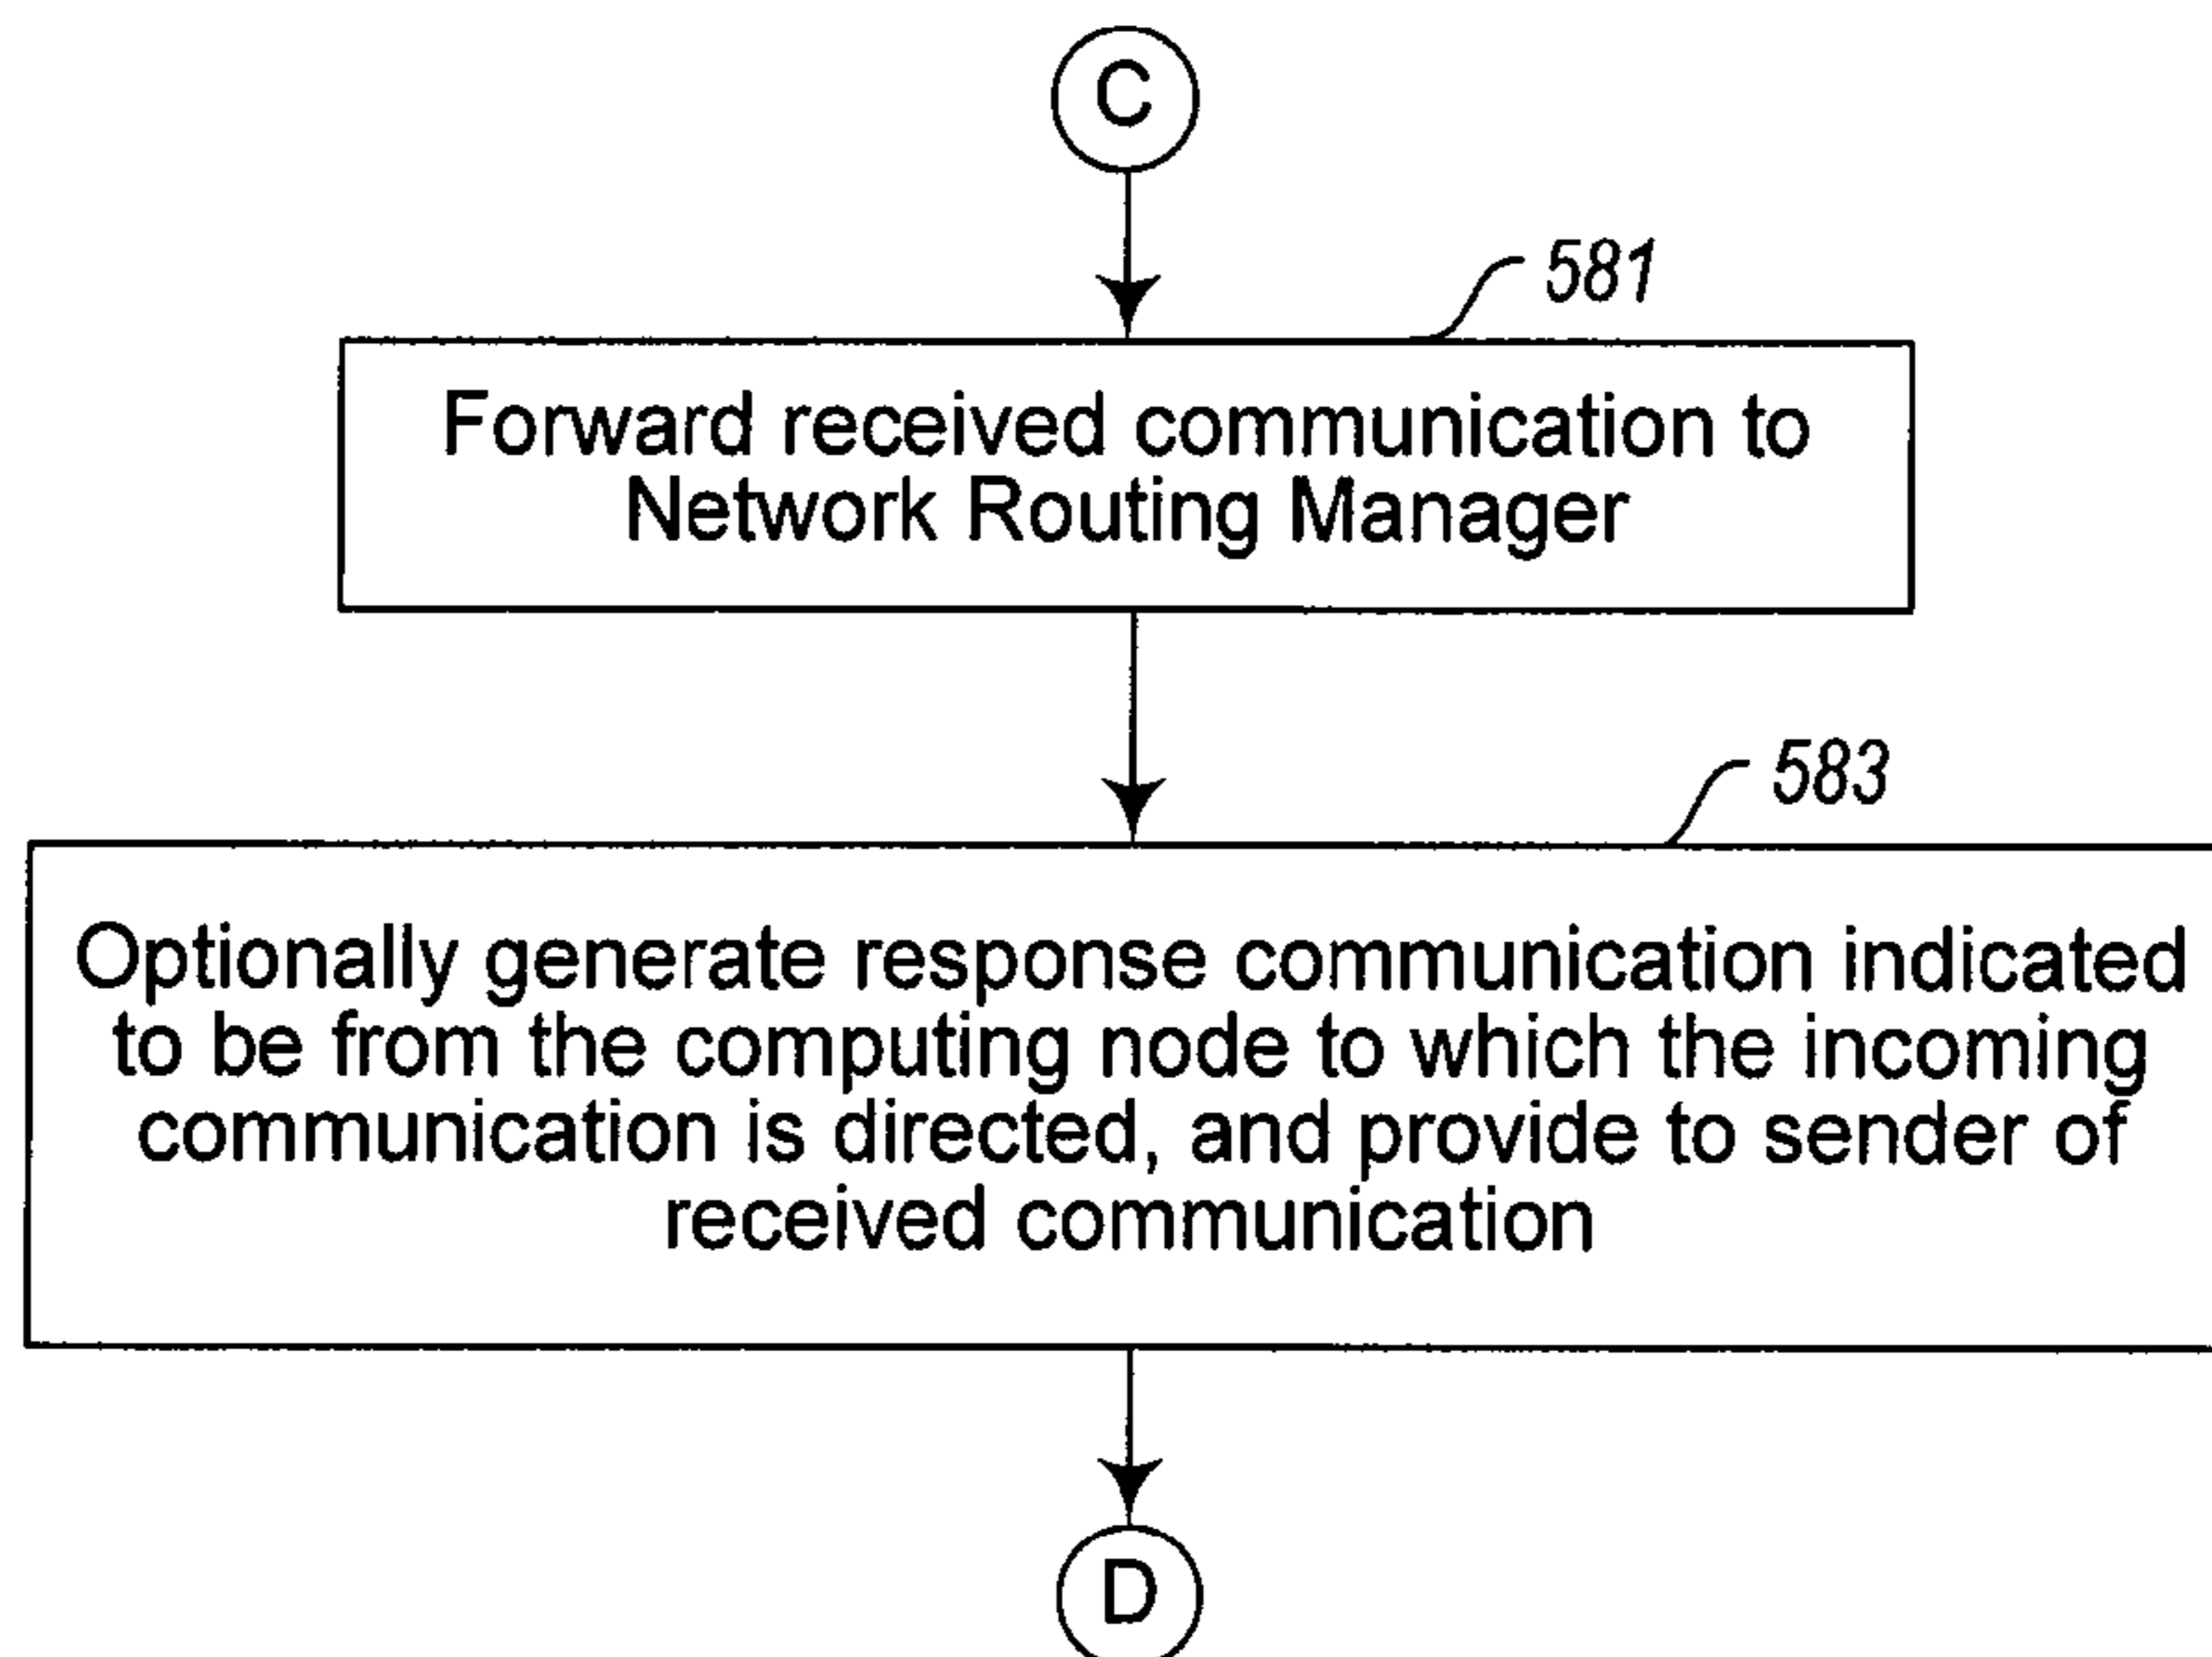 C
581
Forward received communication to
Network Routing Manager
583
Optionally generate response communication indicated
to be from the computing node to which the incoming
communication is directed, and provide to sender of
received communication
D